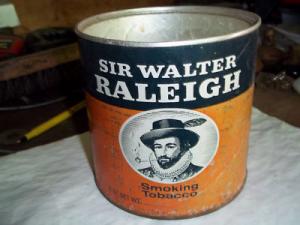 SIR WALTER
RALEIGH
Smoking
Tobacco